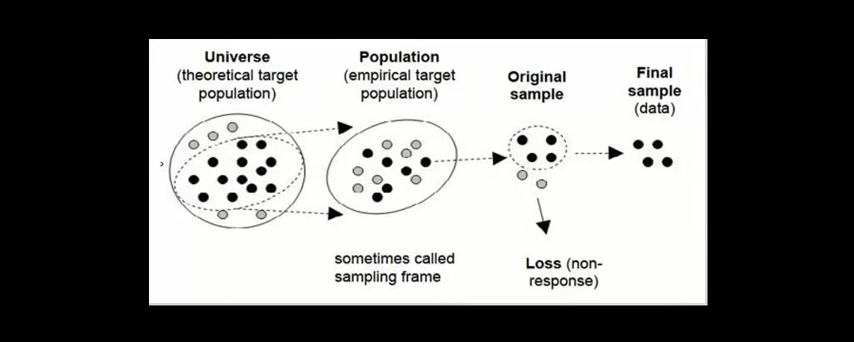 Universe
(theoretical target
population)
Population
(empirical target
population)
Original
sample
Final
sample
(data)
sometimes called
sampling frame
Loss (non-
response)